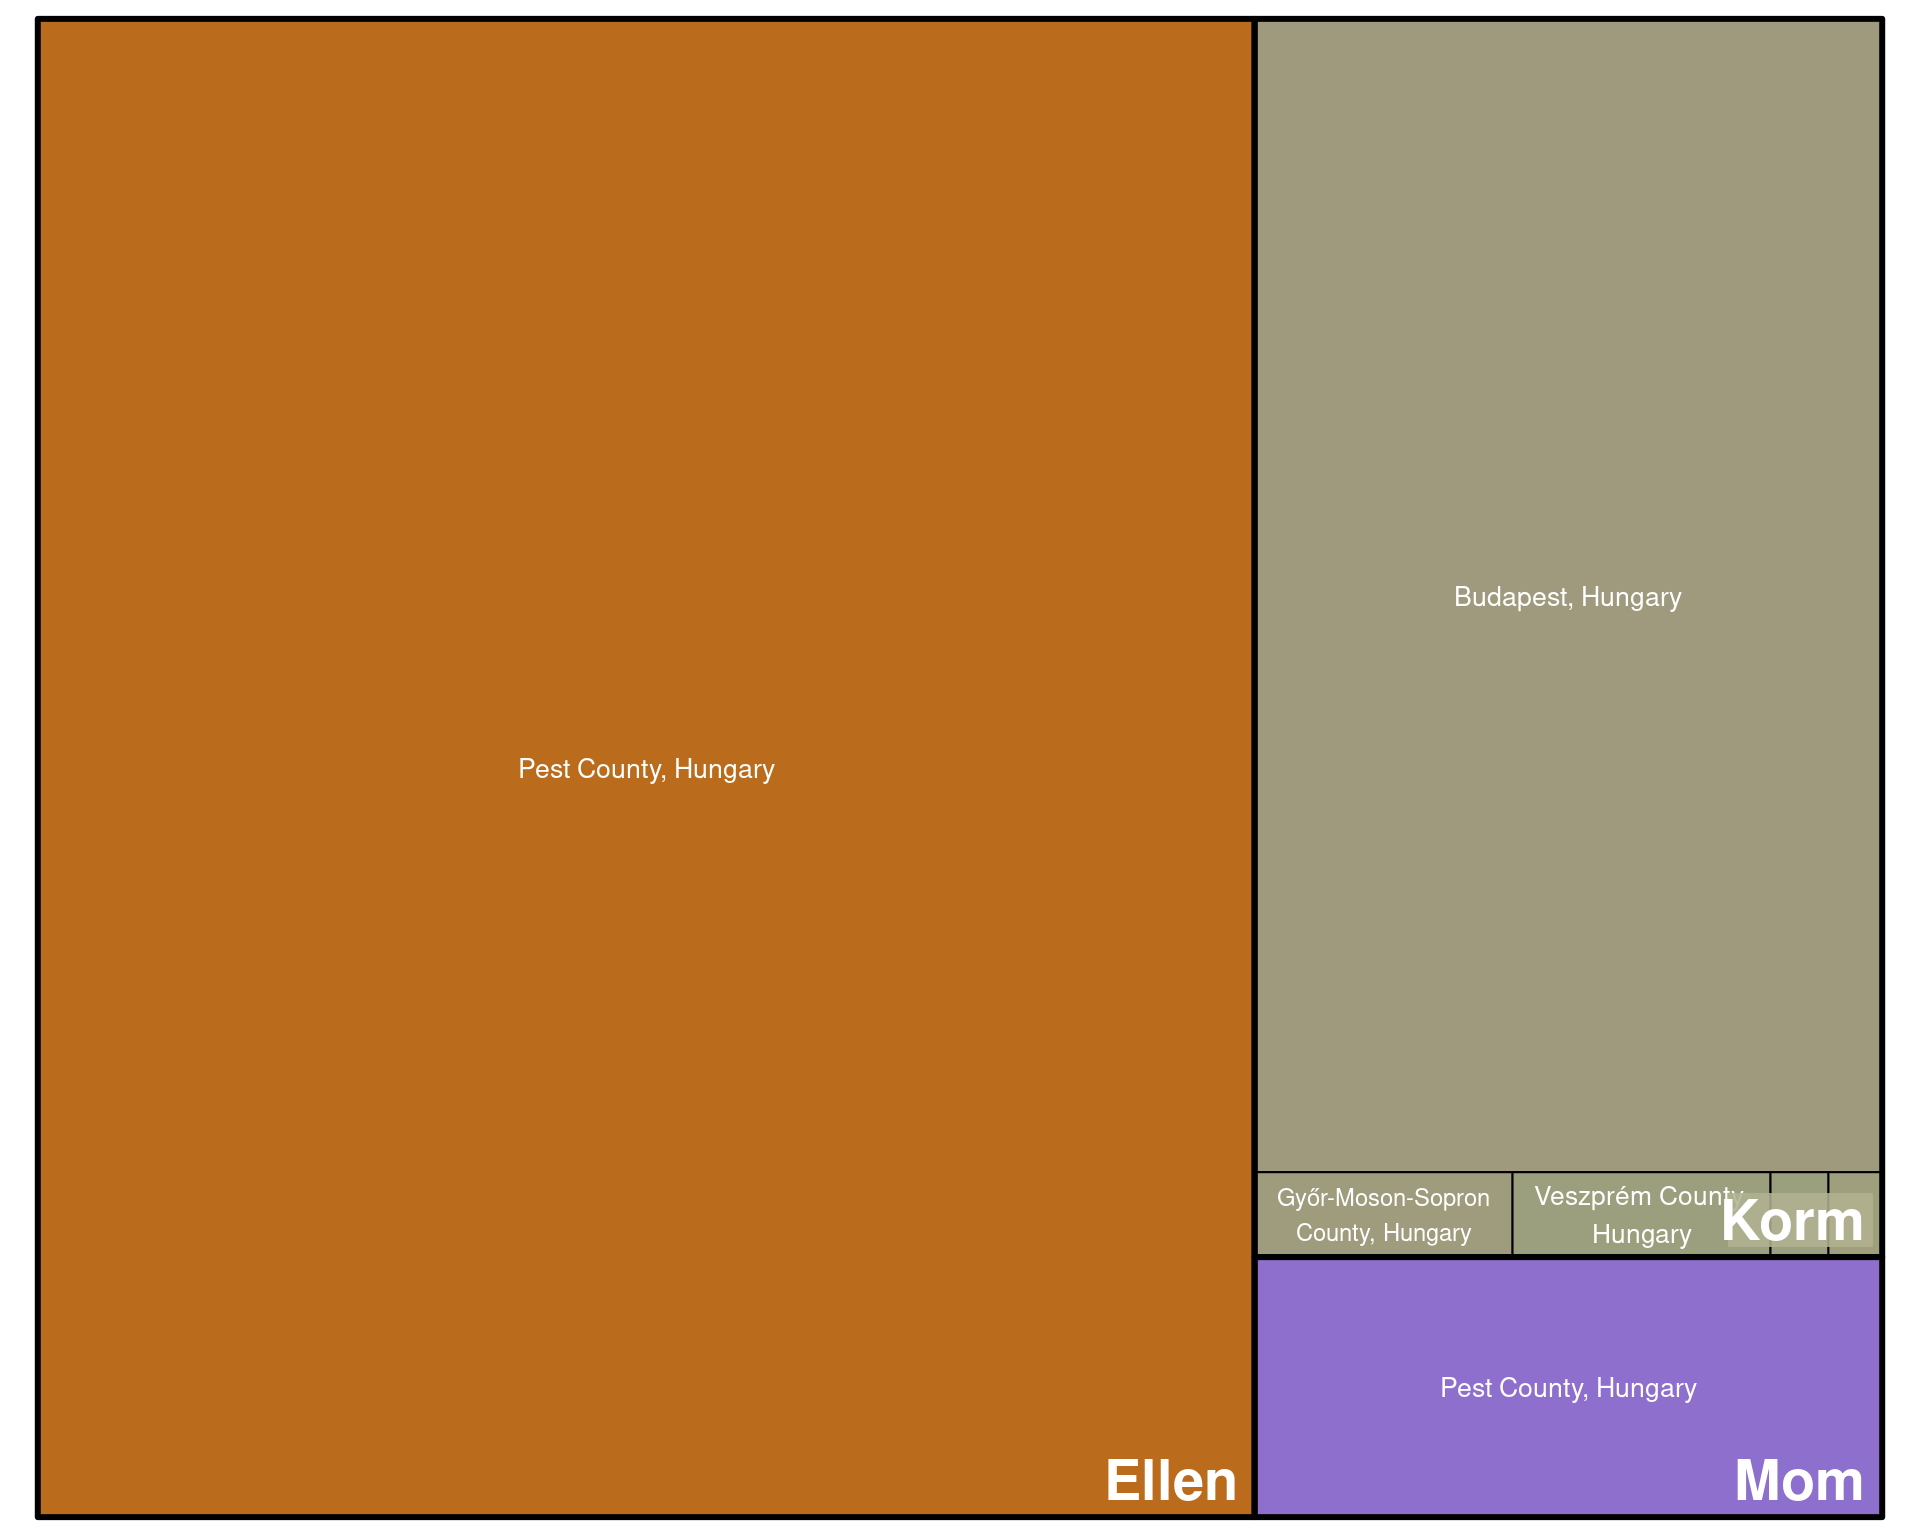 Pest County, Hungary
Ellen
Budapest, Hungary
Győr-Moson-Sopron
County, Hungary
Veszprém County,
Hungary
Korm
Pest County, Hungary
Mom